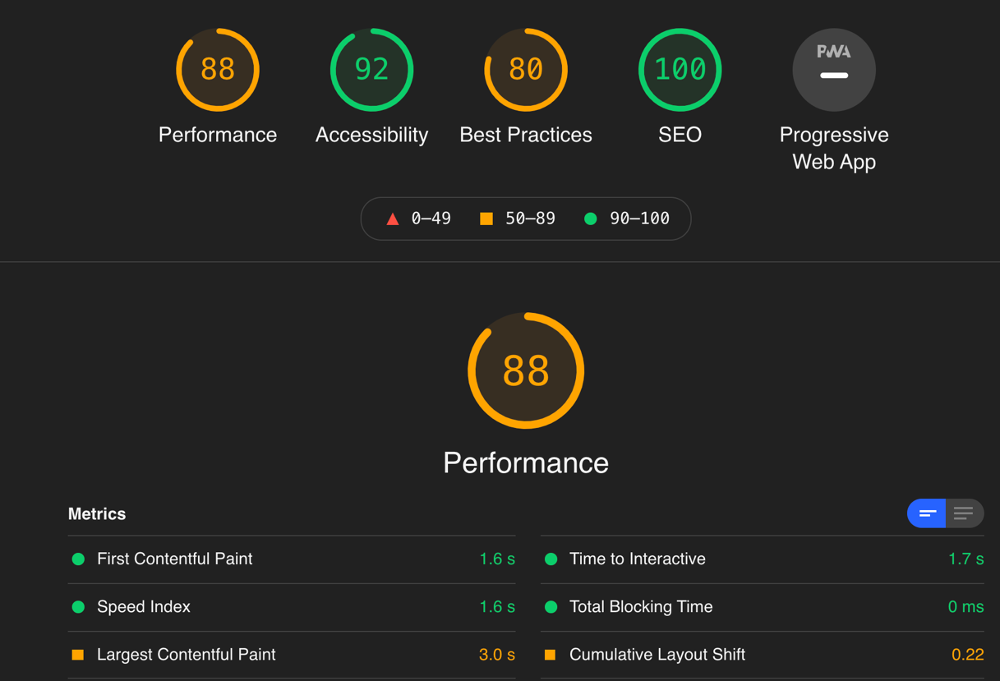 88
92
80
100
PWA
Performance
Accessibility
Best Practices
SEO
Progressive
Web App
0–49
50–89
90–100
88
Performance
Metrics
First Contentful Paint 1.6 s
Time to Interactive 1.7 s
Speed Index 1.6 s
Total Blocking Time 0 ms
Largest Contentful Paint 3.0 s
Cumulative Layout Shift 0.22